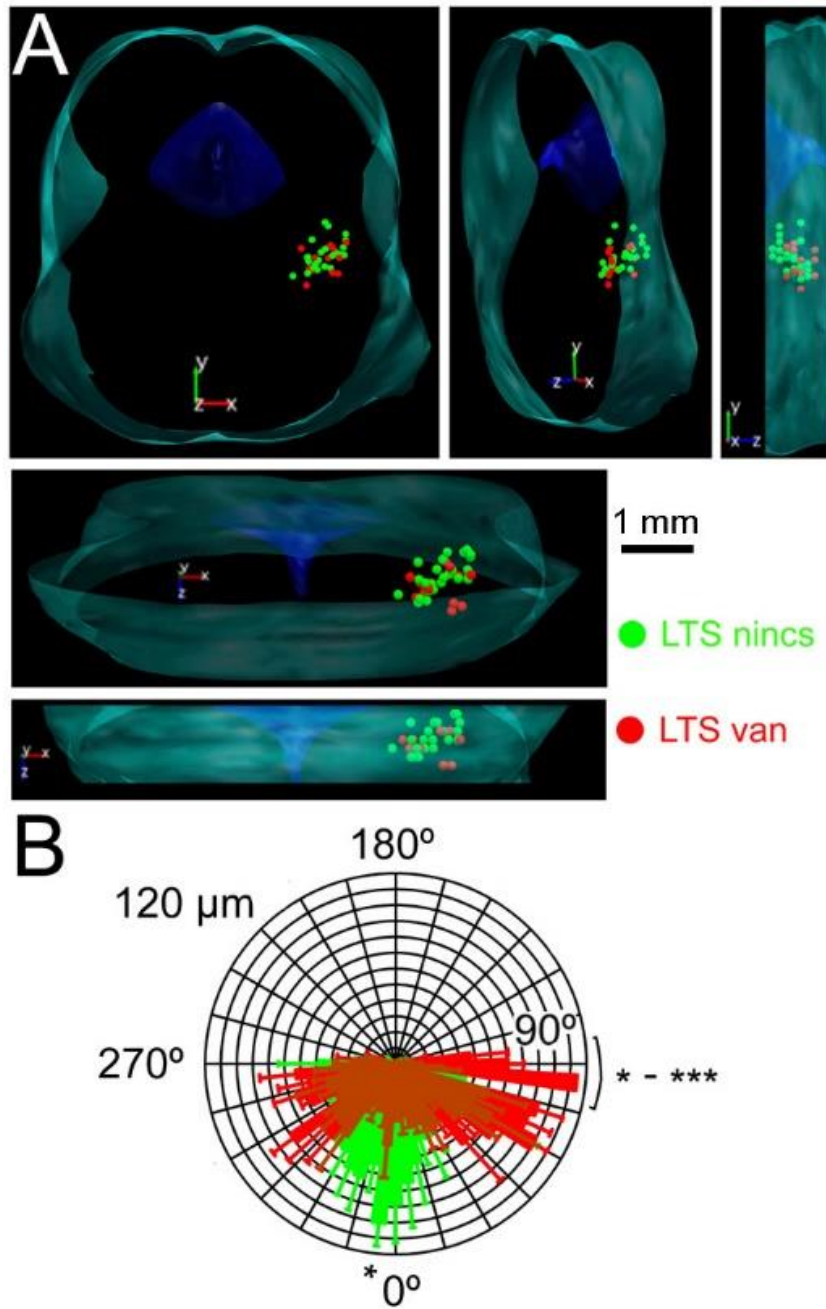 A
y
z x
y
z x
y
x z
1 mm
y x
z
LTS nincs
y x
z
LTS van
B
180º
120 µm
90º
270º
* - ***
*0º